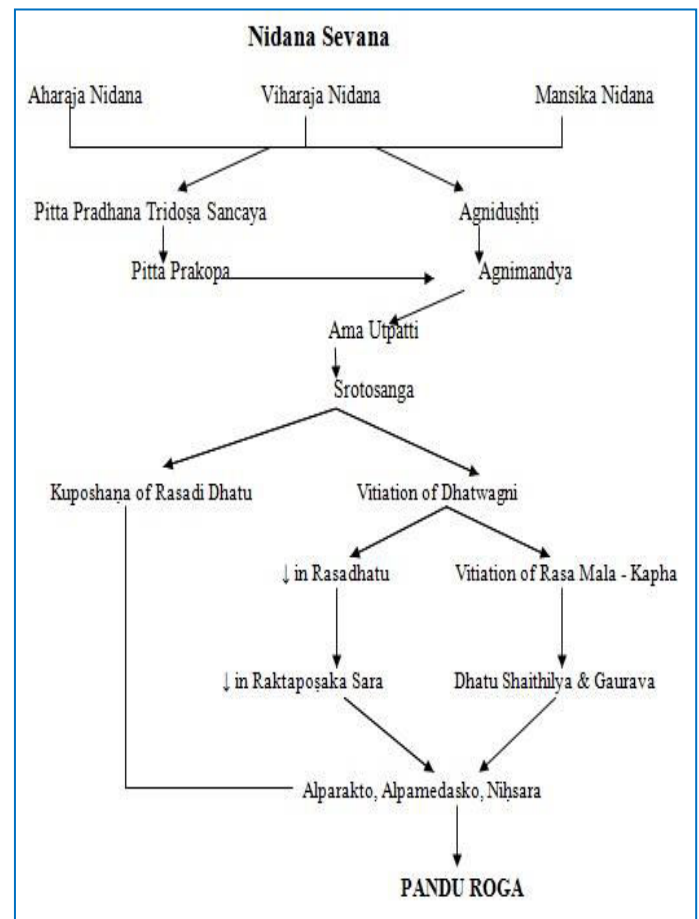 Nidana Sevana
Aharaja Nidana
Viharaja Nidana
Mansika Nidana
Pitta Pradhana Tridoṣa Sancaya
Agniduṣhṭi
Pitta Prakopa
Agnimandya
Ama Utpatti
Srotosanga
Kuposhaṇa of Rasadi Dhatu
Vitiation of Dhatwagni
↓ in Rasadhatu
Vitiation of Rasa Mala - Kapha
↓ in Raktapoṣaka Sara
Dhatu Shaithilya & Gaurava
Alparakto, Alpamedasko, Niḥsara
PANDU ROGA